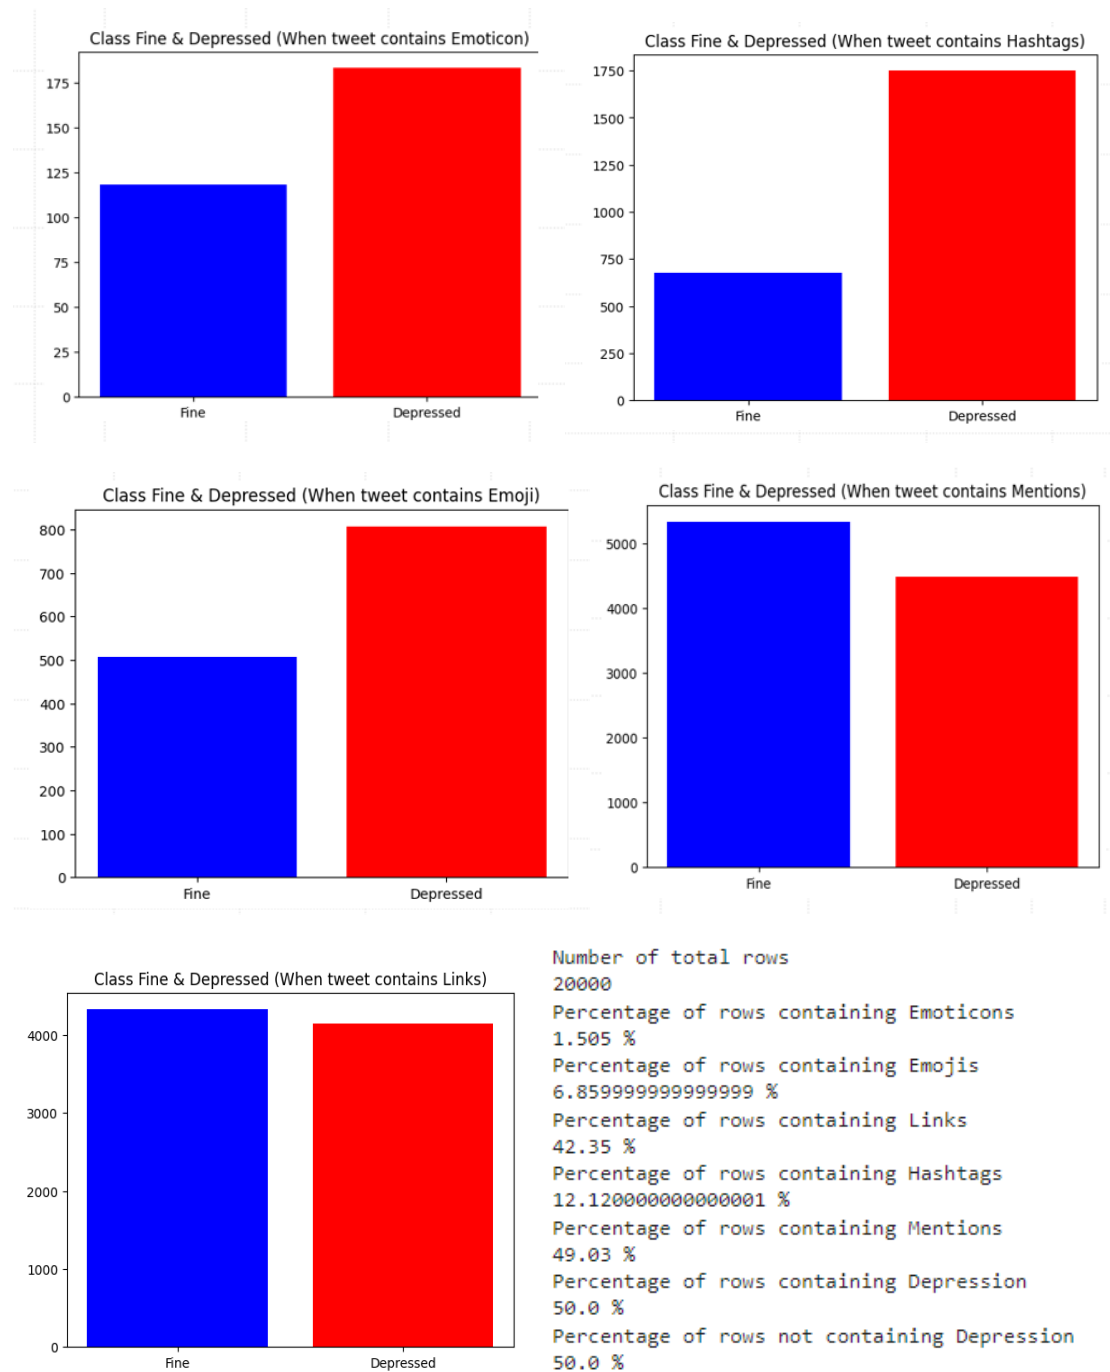 Class Fine & Depressed (When tweet contains Emoticon)
175
150
125
100
75
50
25
0
Fine Depressed
Class Fine & Depressed (When tweet contains Hashtags)
1750
1500
1250
1000
750
500
250
0
Fine Depressed
Class Fine & Depressed (When tweet contains Emoji)
800
700
600
500
400
300
200
100
0
Fine Depressed
Class Fine & Depressed (When tweet contains Mentions)
5000
4000
3000
2000
1000
0
Fine Depressed
Class Fine & Depressed (When tweet contains Links)
4000
3000
2000
1000
0
Fine Depressed
Number of total rows
20000
Percentage of rows containing Emoticons
1.505 %
Percentage of rows containing Emojis
6.859999999999999 %
Percentage of rows containing Links
42.35 %
Percentage of rows containing Hashtags
12.120000000000001 %
Percentage of rows containing Mentions
49.03 %
Percentage of rows containing Depression
50.0 %
Percentage of rows not containing Depression
50.0 %